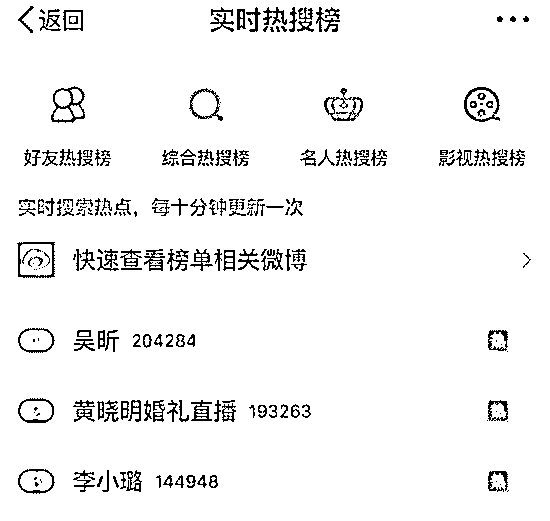 返回 实时热搜榜
好友热搜榜 综合热搜榜 名人热搜榜 影视热搜榜
实时搜索热点，每十分钟更新一次
快速查看榜单相关微博
吴昕 204284 热
黄晓明婚礼直播 193263 热
李小璐 144948 热